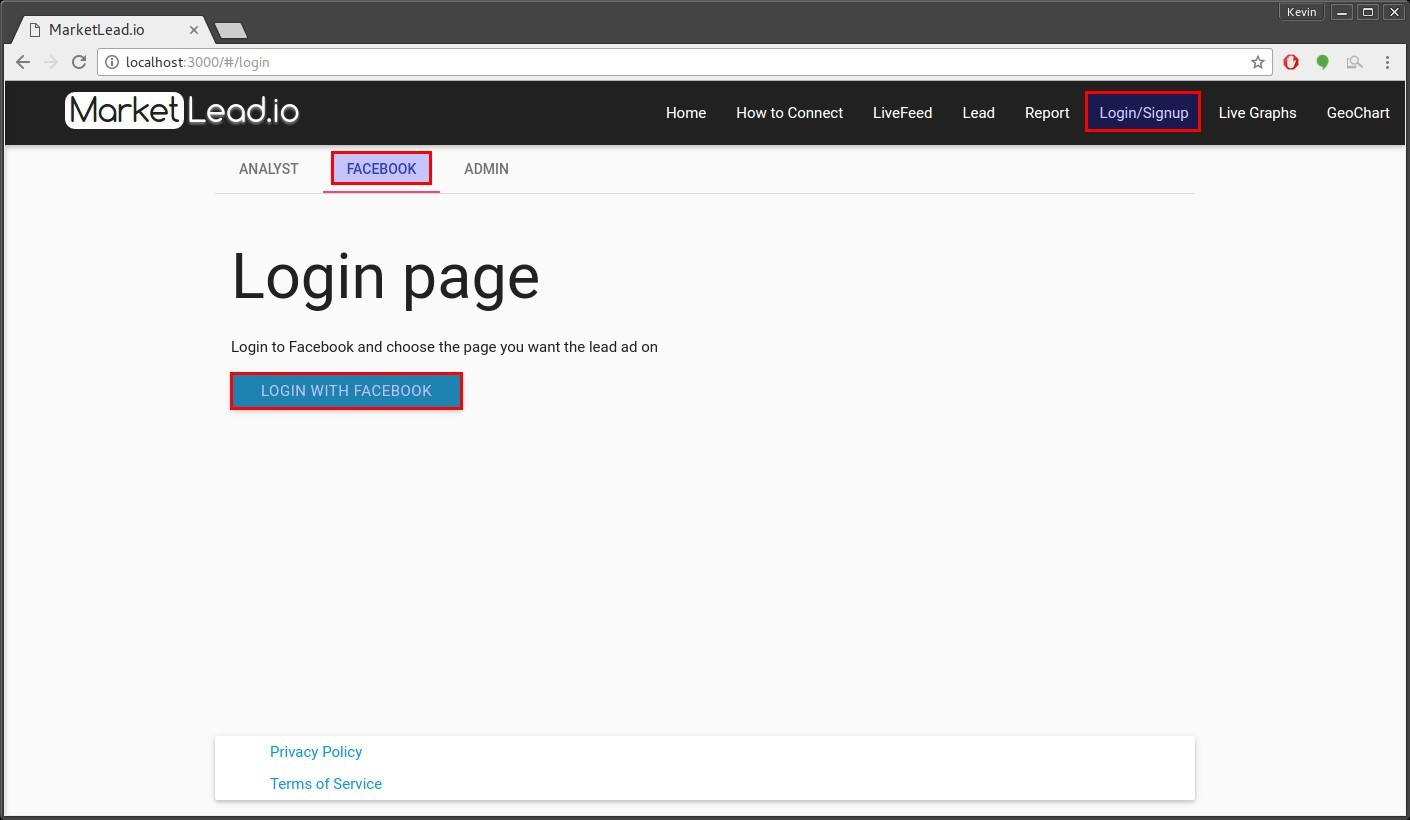 Kevin
MarketLead.io
localhost:3000/#/login
Market Lead.io
Home How to Connect LiveFeed Lead Report Login/Signup Live Graphs GeoChart
ANALYST FACEBOOK ADMIN
Login page
Login to Facebook and choose the page you want the lead ad on
LOGIN WITH FACEBOOK
Privacy Policy
Terms of Service